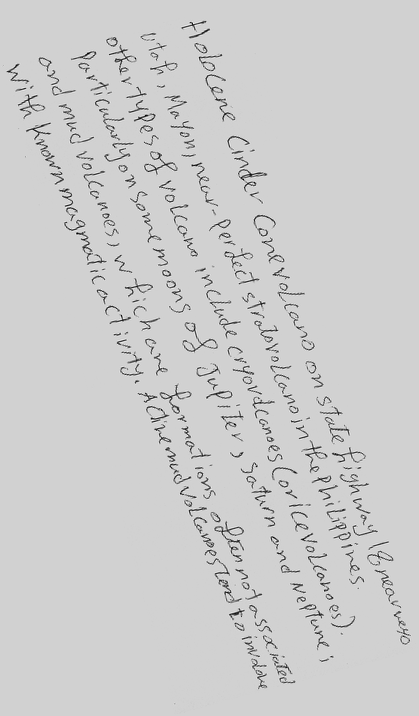 Holocene Cinder Cone volcano on state highway 18 near veyo
Utah, Mayon, near-perfect stratovolcano in the Philippines.
other types of volcano include cryovolcanoes (or ice volcanoes).
Particularly on some moons of Jupiter, Saturn and Neptune;
and mud volcanoes, which are formations often not associated
with known magmatic activity. Active mud volcanoes tend to involve